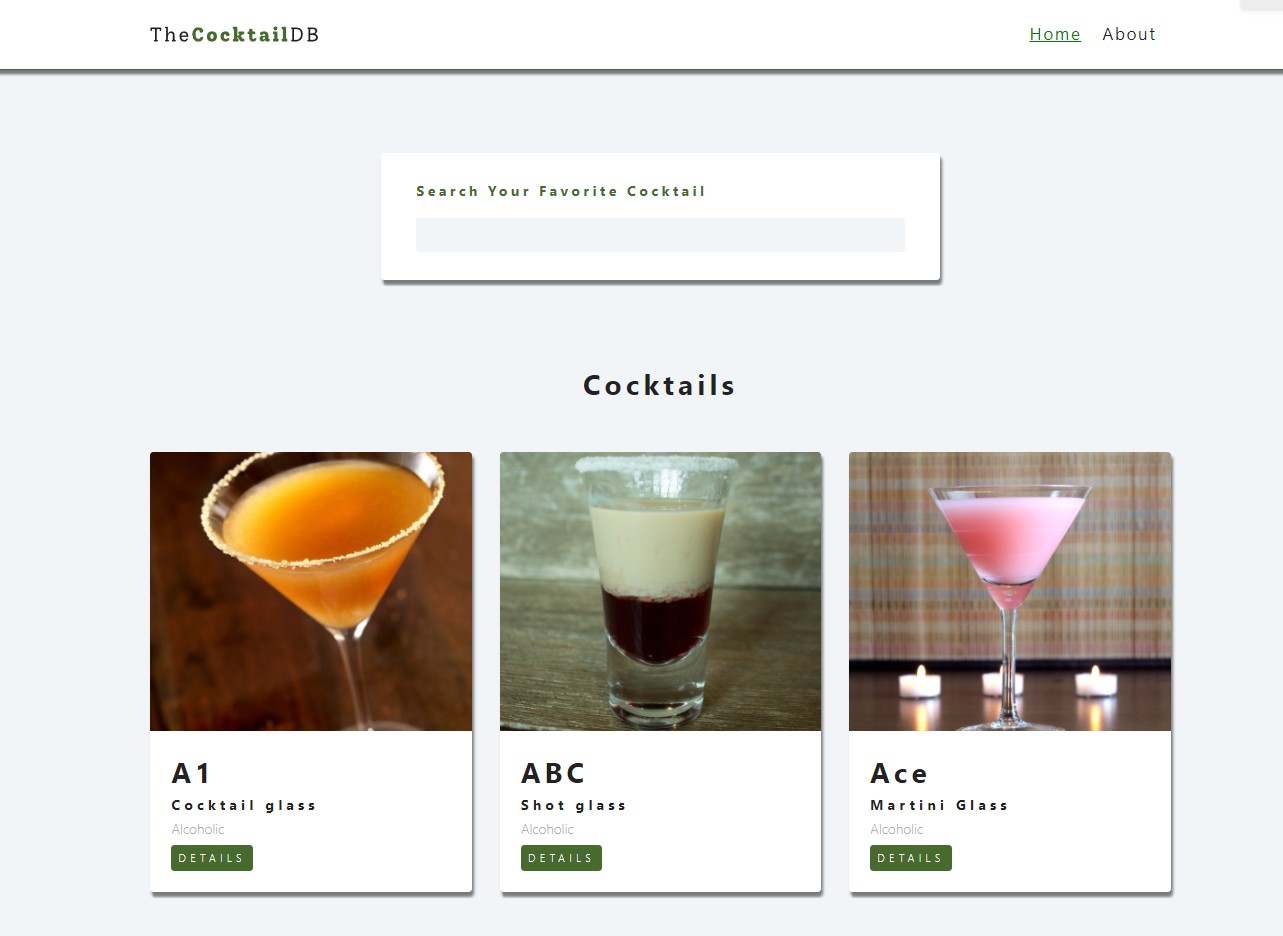 TheCocktailDB
Home About
Search Your Favorite Cocktail
Cocktails
A1
Cocktail glass
Alcoholic
DETAILS
ABC
Shot glass
Alcoholic
DETAILS
Ace
Martini Glass
Alcoholic
DETAILS